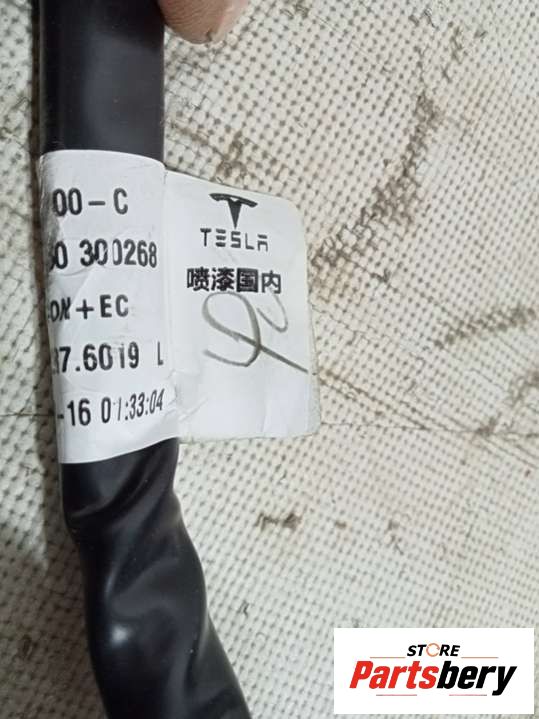 00-C
0 300268
ON+EC
7.6019 L
-16 01:33:04
TESLA
喷漆国内
STORE
Partsbery